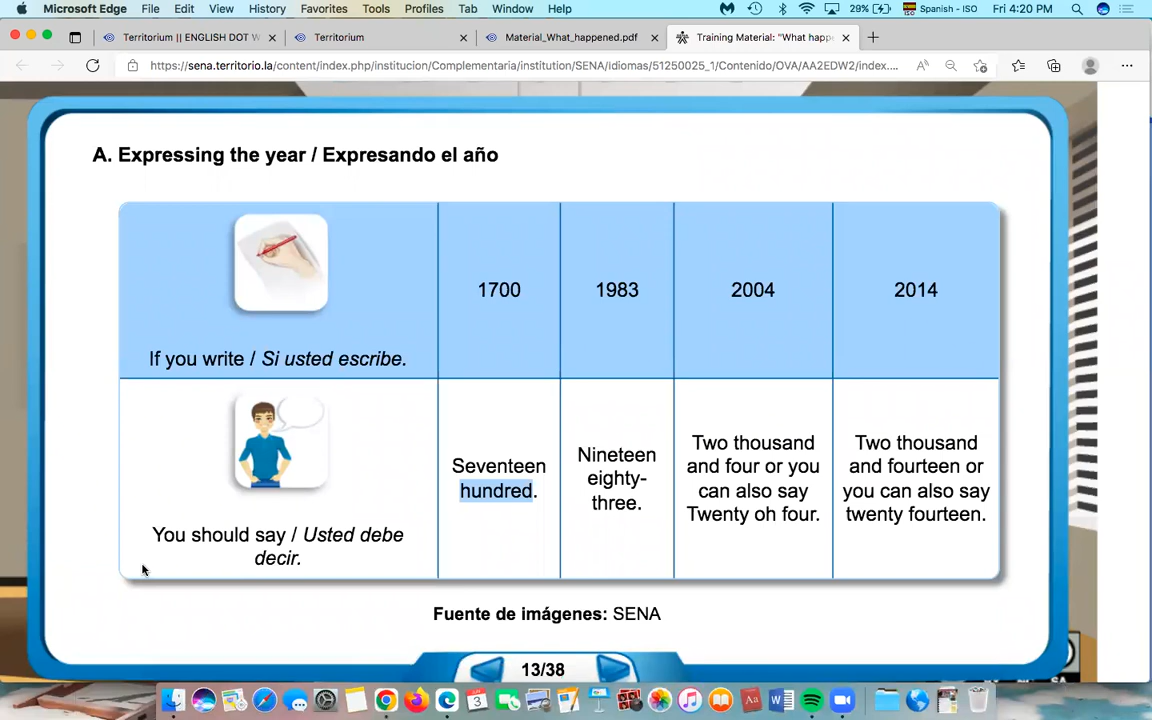 Microsoft Edge File Edit View History Favorites Tools Profiles Tab Window Help 29% Spanish - ISO Fri 4:20 PM
Territorium || ENGLISH DOT W Territorium Material_What_happened.pdf Training Material: "What happ
https://sena.territorio.la/content/index.php/institucion/Complementaria/institution/SENA/Idiomas/51250025_1/Contenido/OVA/AA2EDW2/index....
A. Expressing the year / Expresando el año
1700 1983 2004 2014
If you write / Si usted escribe.
Seventeen
hundred.
Nineteen
eighty-
three.
Two thousand
and four or you
can also say
Twenty oh four.
Two thousand
and fourteen or
you can also say
twenty fourteen.
You should say / Usted debe
decir.
Fuente de imágenes: SENA
13/38